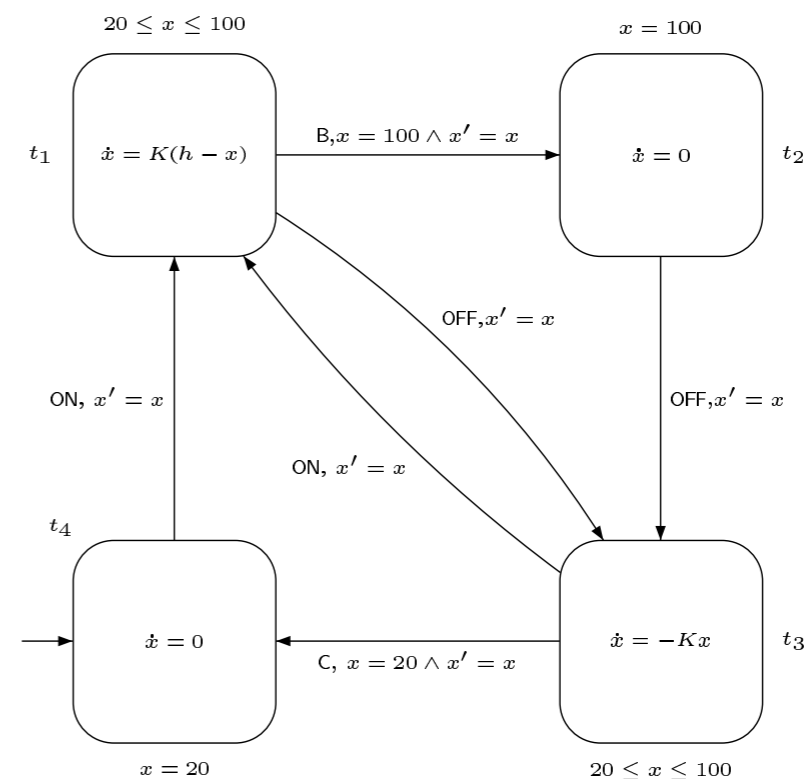 20 ≤ x ≤ 100
x = 100
t₁
ẋ = K(h − x)
B,x = 100 ∧ x′ = x
ẋ = 0
t₂
OFF,x′ = x
ON, x′ = x
OFF,x′ = x
ON, x′ = x
t₄
ẋ = 0
C, x = 20 ∧ x′ = x
ẋ = −Kx
t₃
x = 20
20 ≤ x ≤ 100